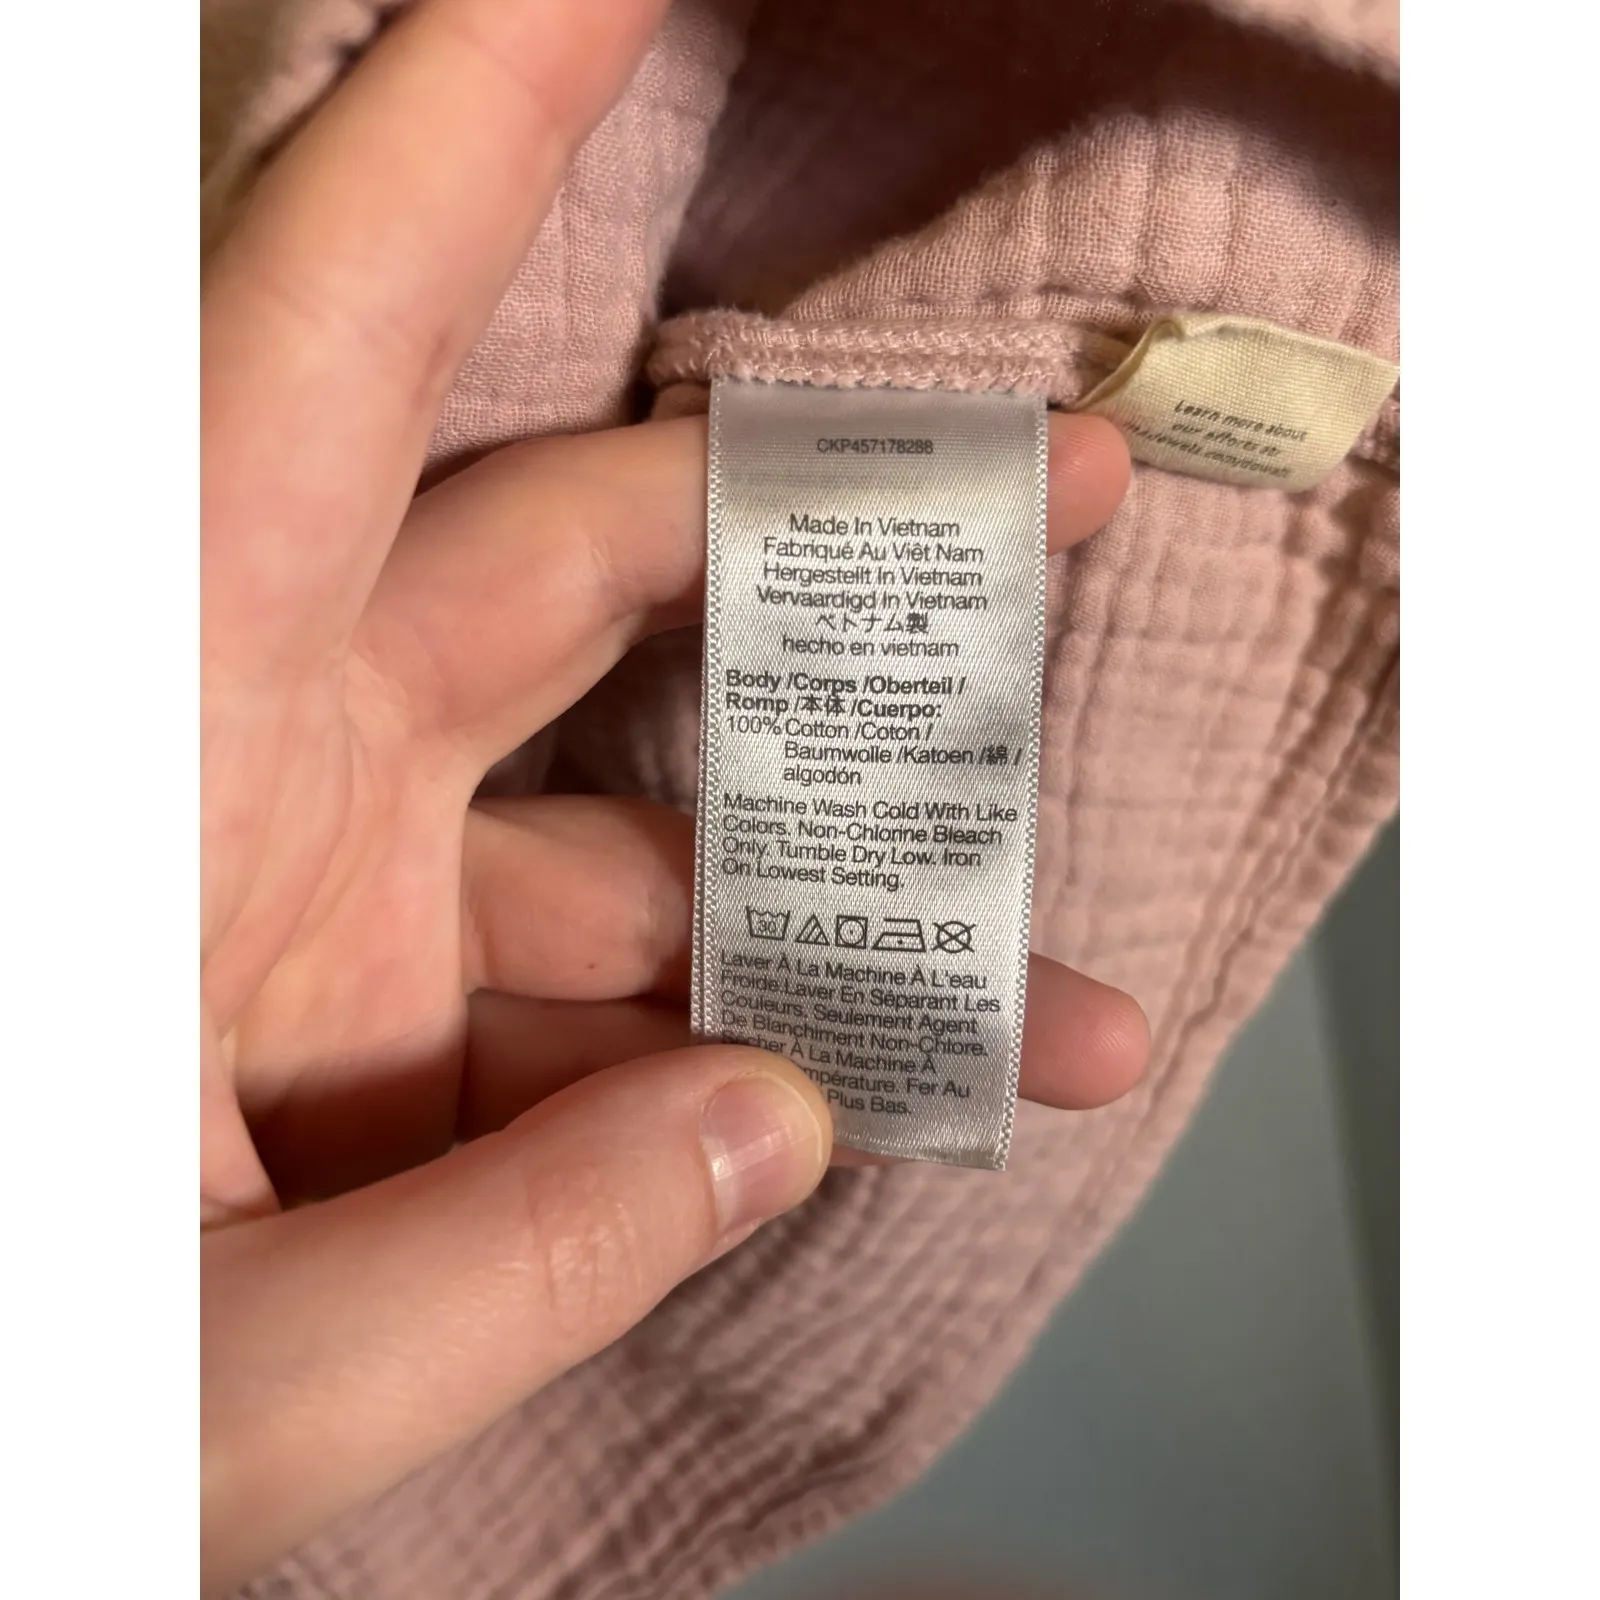 CKP457178288
Made In Vietnam
Fabriqué Au Viêt Nam
Hergestellt In Vietnam
Vervaardigd In Vietnam
ベトナム製
hecho en vietnam
Body /Corps /Oberteil /
Romp /本体 /Cuerpo:
100% Cotton /Coton /
Baumwolle /Katoen /綿 /
algodón
Machine Wash Cold With Like
Colors. Non-Chlorine Bleach
Only. Tumble Dry Low. Iron
On Lowest Setting.
30
Laver À La Machine À L'eau
Froide Laver En Séparant Les
Couleurs. Seulement Agent
De Blanchiment Non-Chlore.
À La Machine À
Fer Au
Plus Bas.
Learn more about
our efforts at